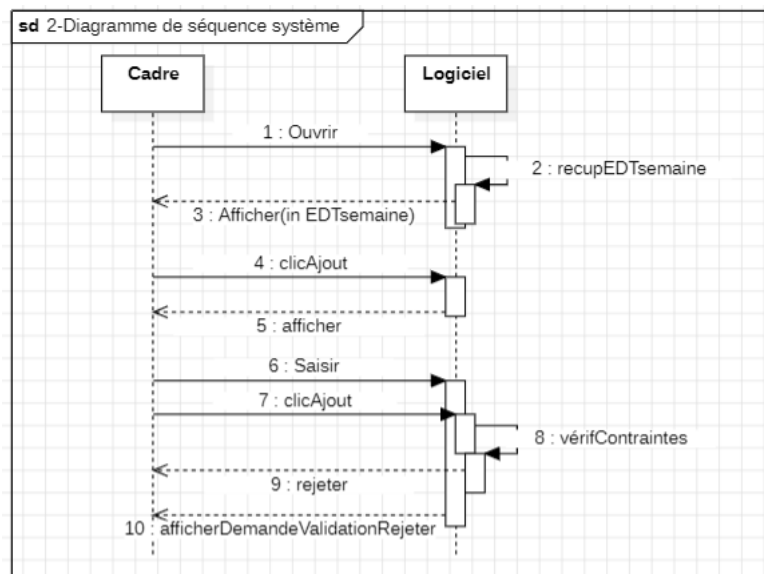 sd 2-Diagramme de séquence système
Cadre
Logiciel
1 : Ouvrir
2 : recupEDTsemaine
3 : Afficher(in EDTsemaine)
4 : clicAjout
5 : afficher
6 : Saisir
7 : clicAjout
8 : vérifContraintes
9 : rejeter
10 : afficherDemandeValidationRejeter